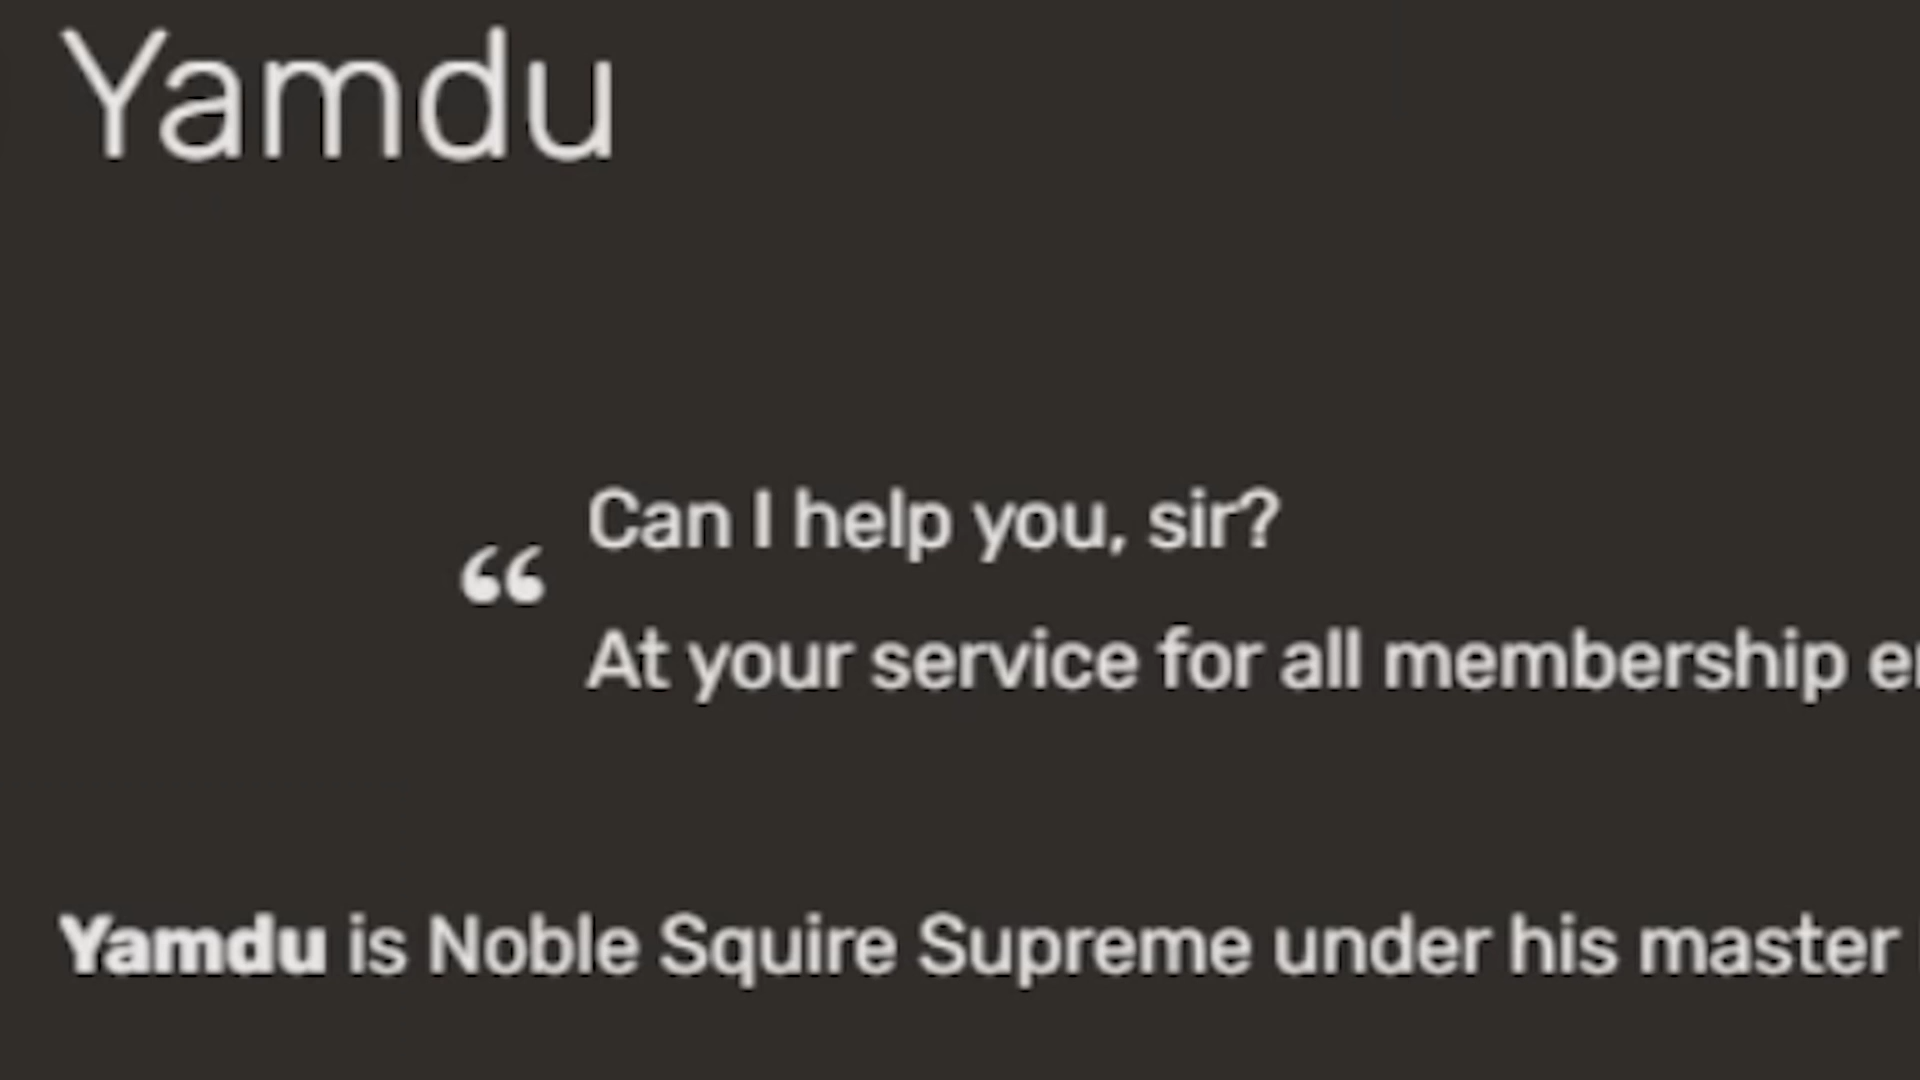 Yamdu
Can I help you, sir?
“
At your service for all membership
Yamdu is Noble Squire Supreme under his master